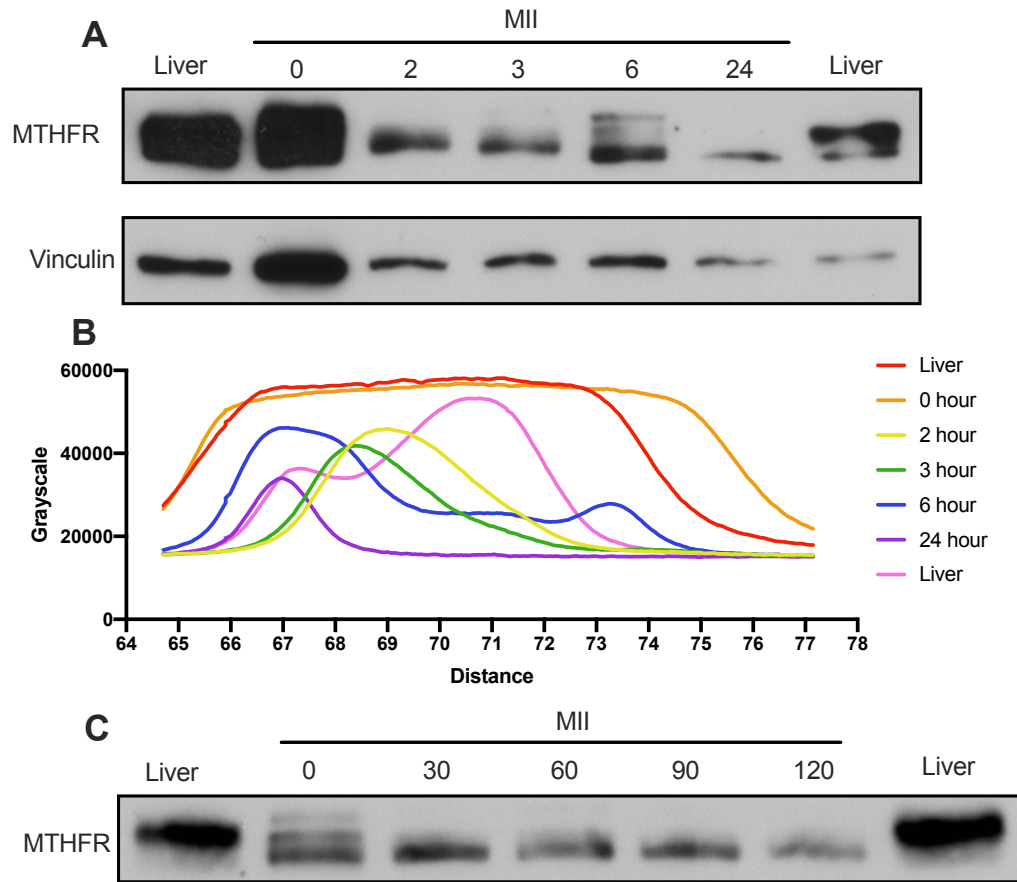 A
MII
Liver 0 2 3 6 24 Liver
MTHFR
Vinculin
B
60000
40000
20000
0
Grayscale
64 65 66 67 68 69 70 71 72 73 74 75 76 77 78
Distance
Liver
0 hour
2 hour
3 hour
6 hour
24 hour
Liver
C
MII
Liver 0 30 60 90 120 Liver
MTHFR